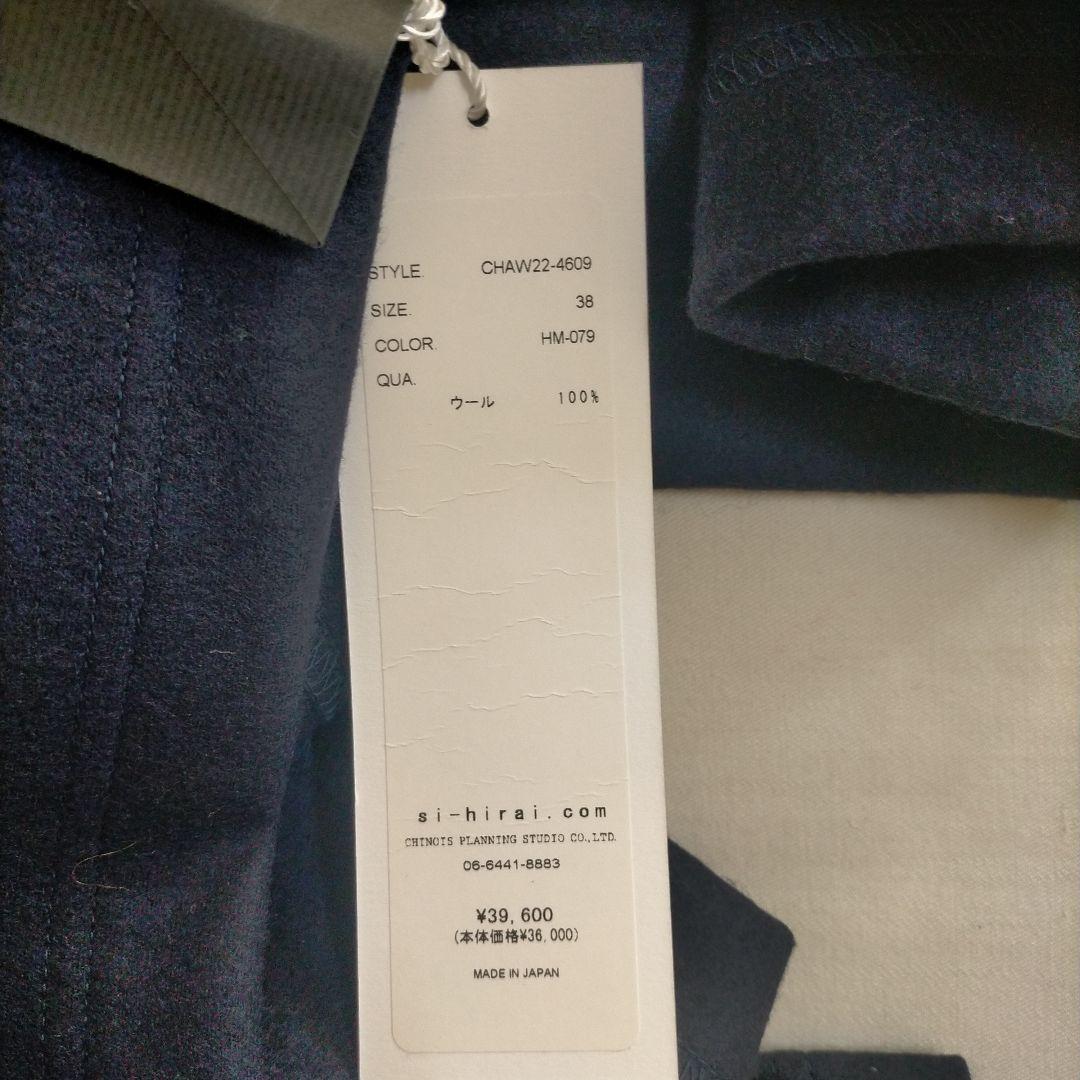 STYLE. CHAW22-4609
SIZE. 38
COLOR. HM-079
QUA.
ウール 100%
si-hirai.com
CHINOIS PLANNING STUDIO CO.,LTD.
06-6441-8883
¥39,600
(本体価格¥36,000)
MADE IN JAPAN